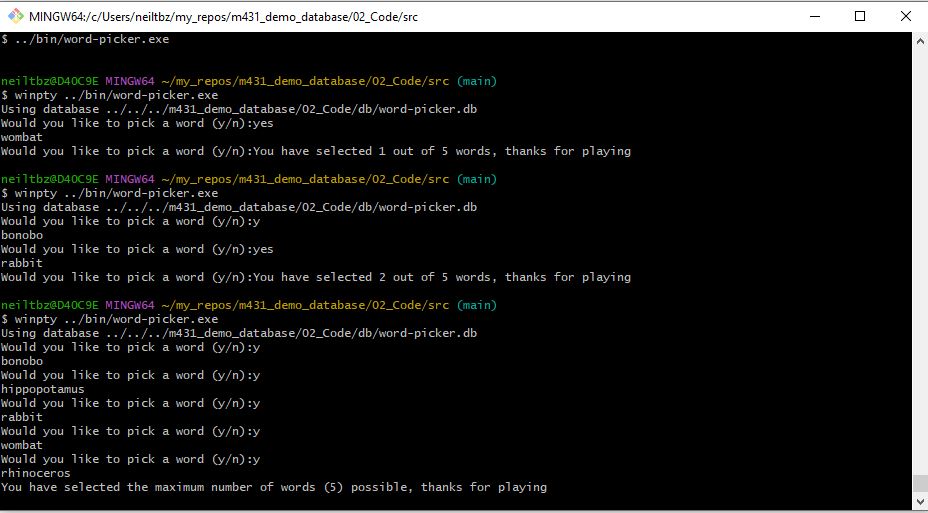 MINGW64:/c/Users/neiltbz/my_repos/m431_demo_database/02_Code/src
$ ../bin/word-picker.exe
neiltbz@D40C9E MINGW64 ~/my_repos/m431_demo_database/02_Code/src (main)
$ winpty ../bin/word-picker.exe
Using database ../../../m431_demo_database/02_Code/db/word-picker.db
Would you like to pick a word (y/n):yes
wombat
Would you like to pick a word (y/n):You have selected 1 out of 5 words, thanks for playing
neiltbz@D40C9E MINGW64 ~/my_repos/m431_demo_database/02_Code/src (main)
$ winpty ../bin/word-picker.exe
Using database ../../../m431_demo_database/02_Code/db/word-picker.db
Would you like to pick a word (y/n):y
bonobo
Would you like to pick a word (y/n):yes
rabbit
Would you like to pick a word (y/n):You have selected 2 out of 5 words, thanks for playing
neiltbz@D40C9E MINGW64 ~/my_repos/m431_demo_database/02_Code/src (main)
$ winpty ../bin/word-picker.exe
Using database ../../../m431_demo_database/02_Code/db/word-picker.db
Would you like to pick a word (y/n):y
bonobo
Would you like to pick a word (y/n):y
hippopotamus
Would you like to pick a word (y/n):y
rabbit
Would you like to pick a word (y/n):y
wombat
Would you like to pick a word (y/n):y
rhinoceros
You have selected the maximum number of words (5) possible, thanks for playing